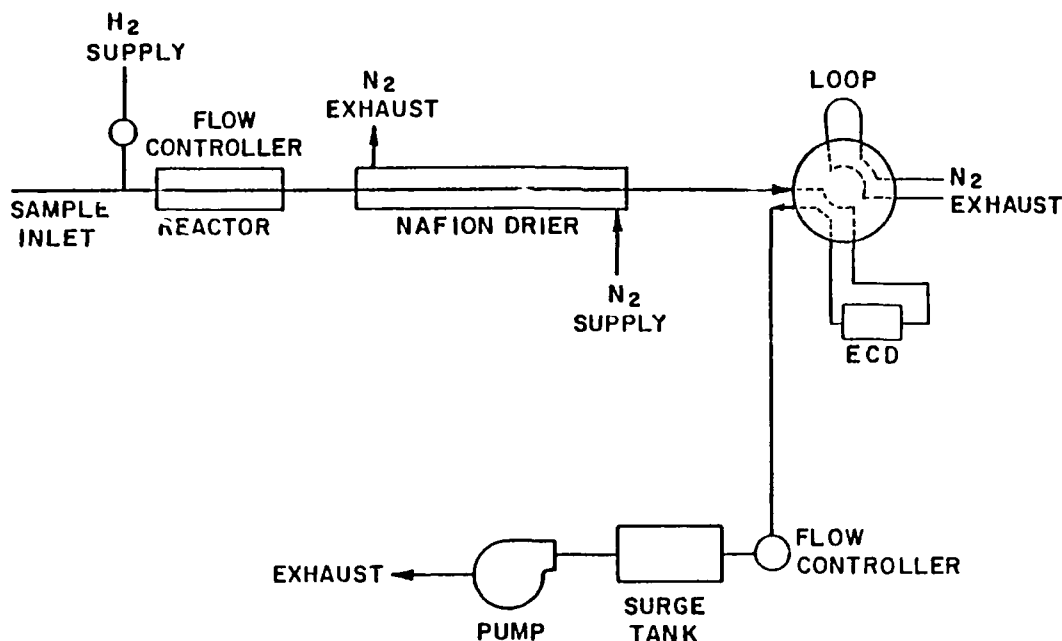 H2
SUPPLY
N2
EXHAUST
FLOW
CONTROLLER
LOOP
SAMPLE
INLET
REACTOR
NAFION DRIER
N2
EXHAUST
N2
SUPPLY
ECD
EXHAUST
PUMP
SURGE
TANK
FLOW
CONTROLLER